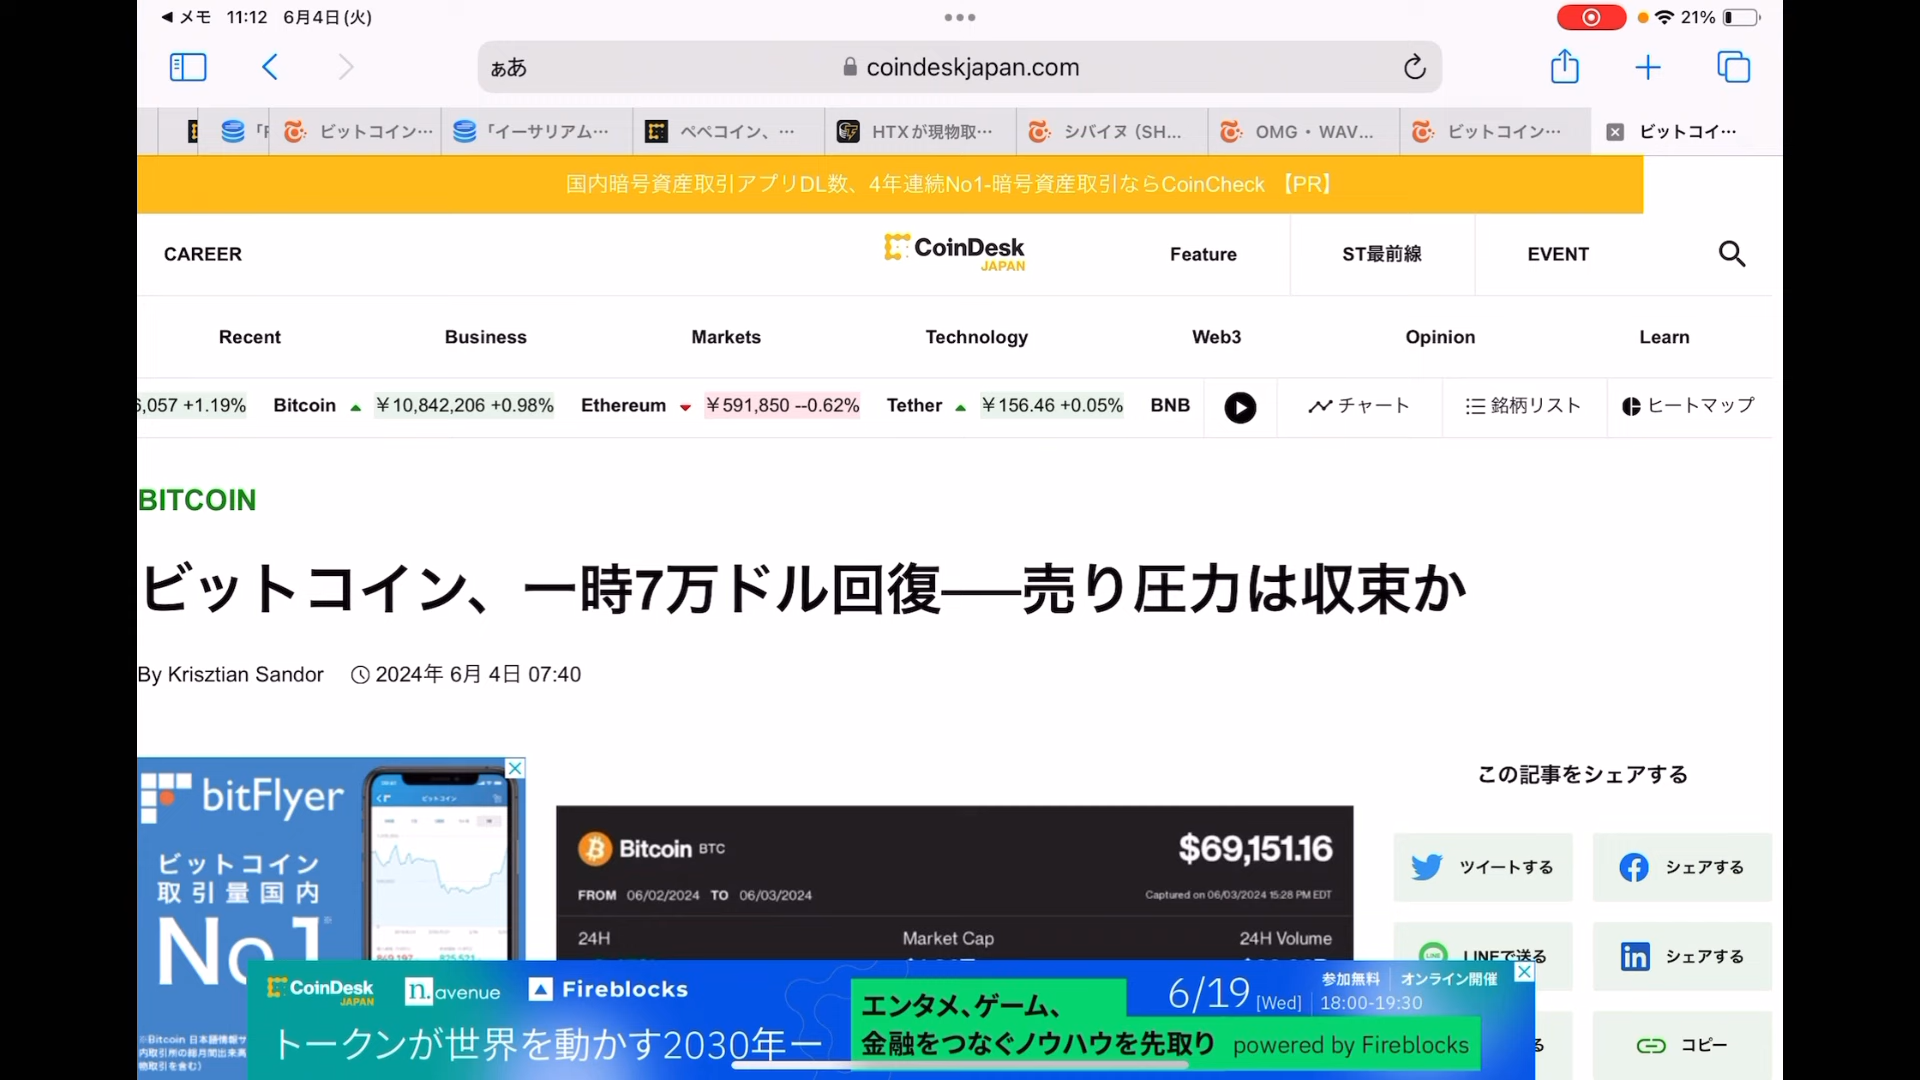 ◀メモ 11:12 6月4日(火)
21%
ぁあ
coindeskjapan.com
ビットコイン…
「イーサリアム…
ペペコイン、…
HTXが現物取…
シバイヌ（SH...
OMG・WAV...
ビットコイン…
ビットコイ…
国内暗号資産取引アプリDL数、4年連続No1-暗号資産取引ならCoinCheck 【PR】
CAREER
CoinDesk
JAPAN
Feature
ST最前線
EVENT
Recent
Business
Markets
Technology
Web3
Opinion
Learn
,057 +1.19%
Bitcoin ▲ ￥10,842,206 +0.98%
Ethereum ▼ ￥591,850 --0.62%
Tether ▲ ￥156.46 +0.05%
BNB
チャート
銘柄リスト
ヒートマップ
BITCOIN
ビットコイン、一時7万ドル回復──売り圧力は収束か
By Krisztian Sandor
2024年 6月 4日 07:40
bitFlyer
ビットコイン
取引量国内
No.1
Bitcoin BTC
$69,151.16
FROM 06/02/2024 TO 06/03/2024
Captured on 06/03/2024 15:28 PM EDT
24H
Market Cap
24H Volume
この記事をシェアする
ツイートする
シェアする
LINEで送る
シェアする
コピー
CoinDesk
JAPAN
n.avenue
Fireblocks
トークンが世界を動かす2030年ー
エンタメ、ゲーム、
金融をつなぐノウハウを先取り
6/19 [Wed]
参加無料 オンライン開催
18:00-19:30
powered by Fireblocks